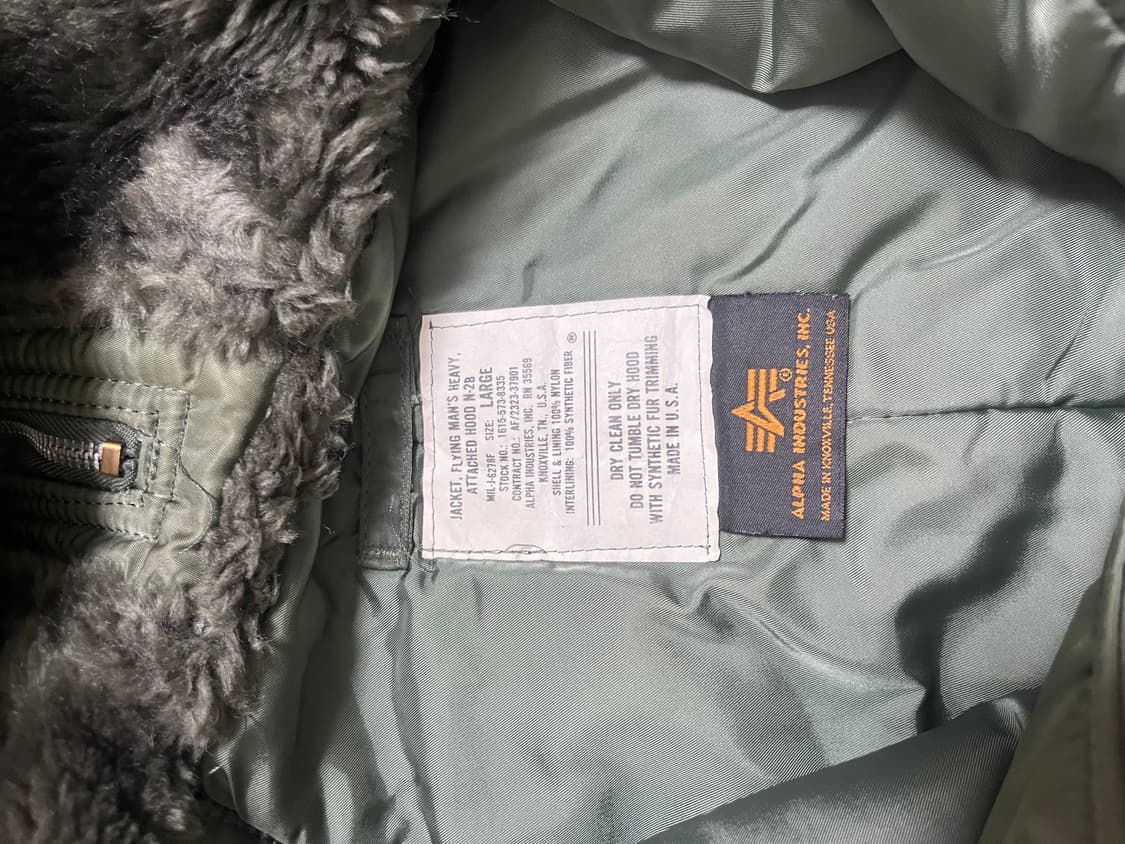 JACKET, FLYING MAN'S HEAVY,
ATTACHED HOOD N-2B
MIL-J-6278F SIZE: LARGE
STOCK NO.: 1615-573-8335
CONTRACT NO.: AF/2323-37901
ALPHA INDUSTRIES, INC. RN 35569
KNOXVILLE, TN., U.S.A.
SHELL & LINING 100% NYLON
INTERLINING: 100% SYNTHETIC FIBER ®
DRY CLEAN ONLY
DO NOT TUMBLE DRY HOOD
WITH SYNTHETIC FUR TRIMMING
MADE IN U.S.A.
®
ALPHA INDUSTRIES, INC.
MADE IN KNOXVILLE, TENNESSEE USA